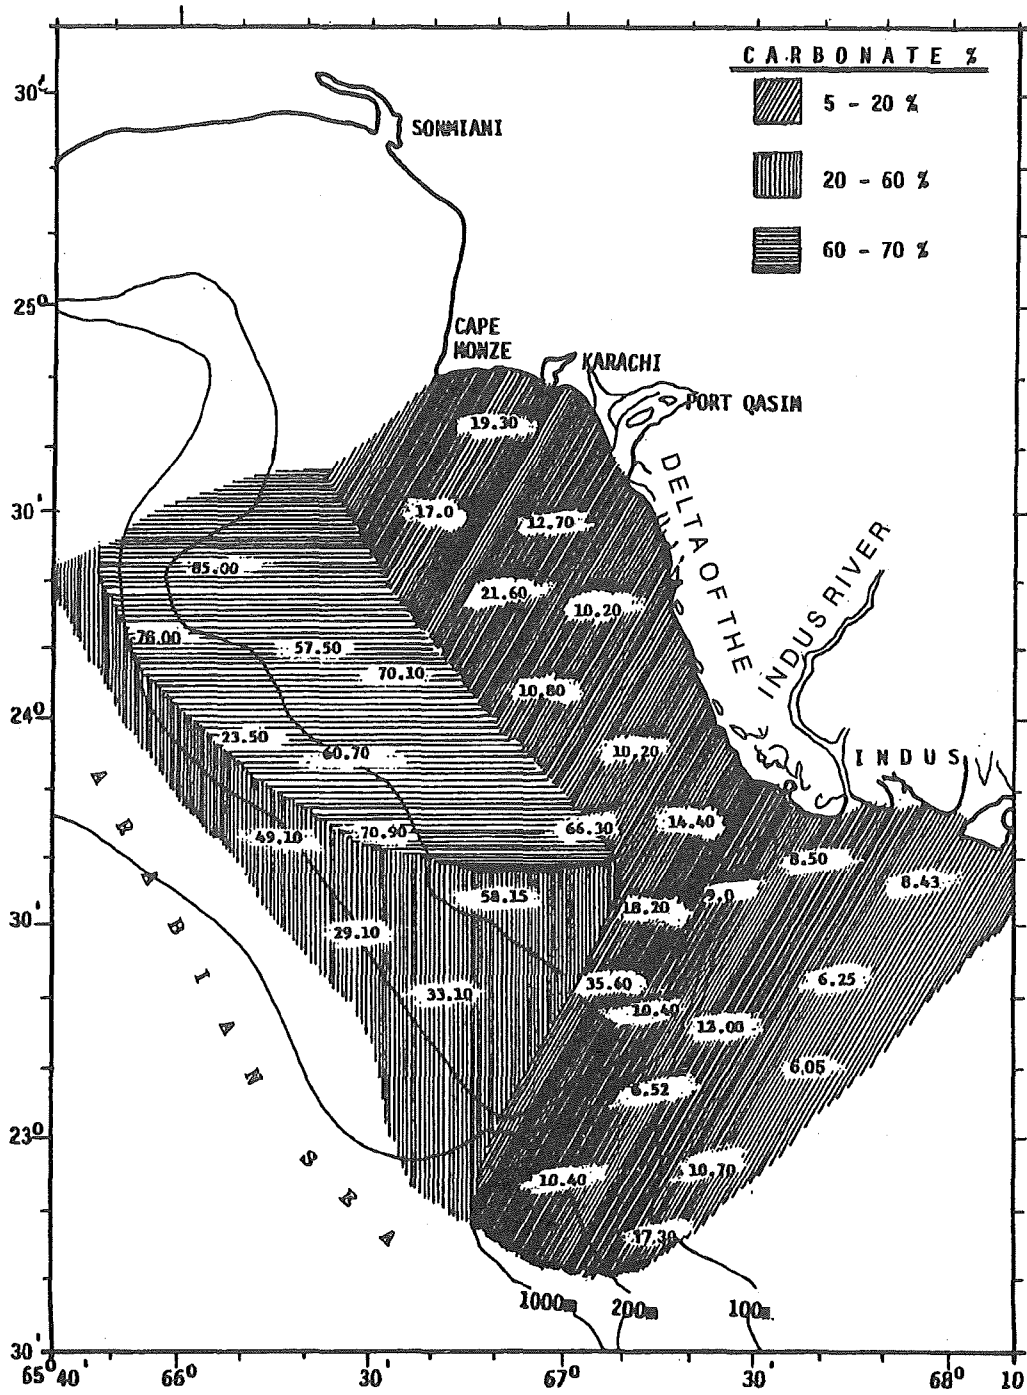 CARBONATE %
5 - 20 %
20 - 60 %
60 - 70 %
30'
SONMIANI
25°
CAPE
MONZE
KARACHI
PORT QASIM
19.30
30'
17.0
12.70
DELTA OF THE
INDUS RIVER
85.00
21.60
10.20
76.00
57.50
70.10
10.80
24°
23.50
60.70
10.20
INDUS
ARABIAN SEA
49.10
70.90
66.30
14.40
8.50
8.43
58.15
9.0
18.20
30'
29.10
33.10
35.60
6.25
10.40
13.00
6.05
6.52
23°
10.40
10.70
17.30
1000m
200m
100m
30'
65° 40'
66°
30'
67°
30'
68°
10